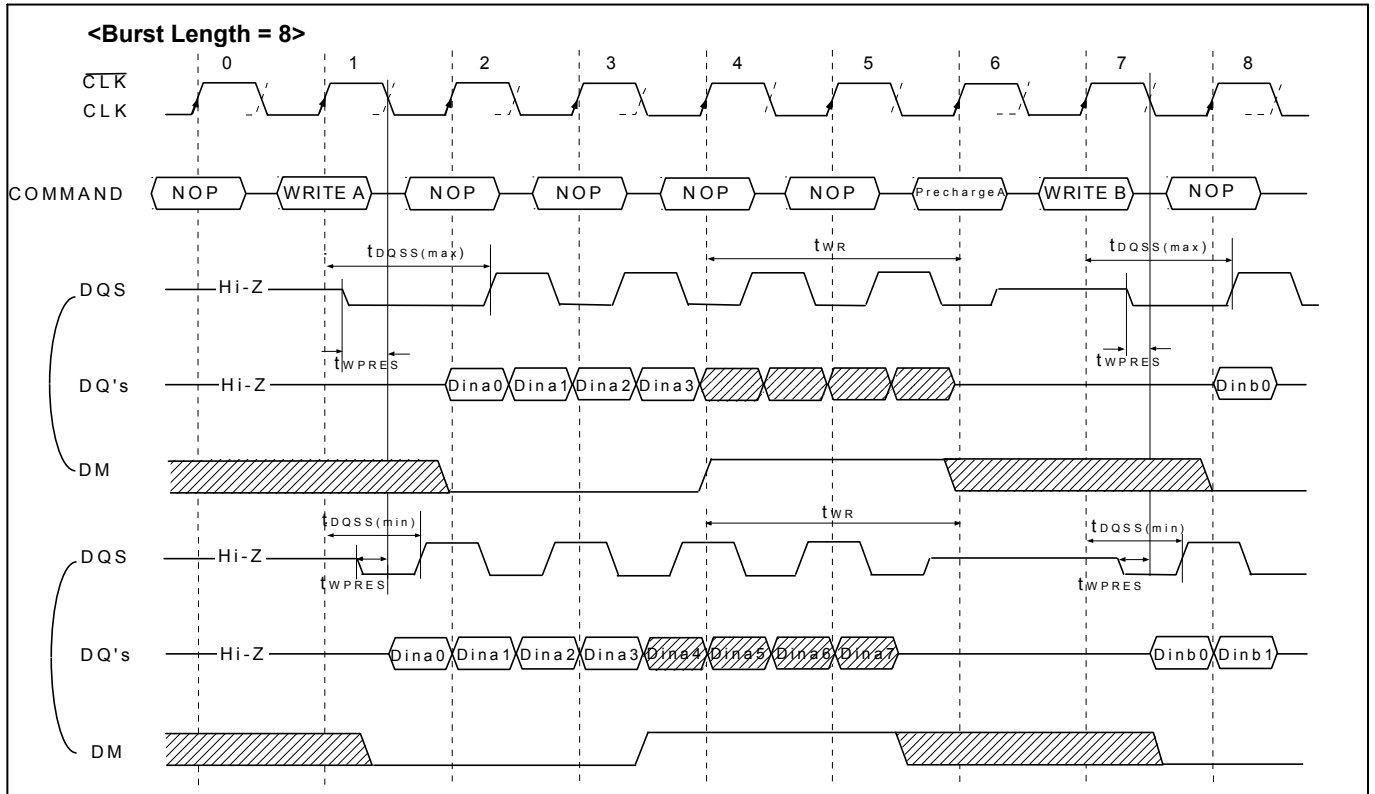 <Burst Length = 8>
0 1 2 3 4 5 6 7 8
CLK
CLK
COMMAND NOP WRITE A NOP NOP NOP NOP PrechargeA WRITE B NOP
tDQSS(max) tWR tDQSS(max)
DQS Hi-Z
tWPRES tWPRES
DQ's Hi-Z Dina0 Dina1 Dina2 Dina3 Dinb0
DM
tDQSS(min) tWR tDQSS(min)
DQS Hi-Z
tWPRES tWPRES
DQ's Hi-Z Dina0 Dina1 Dina2 Dina3 Dina4 Dina5 Dina6 Dina7 Dinb0 Dinb1
DM